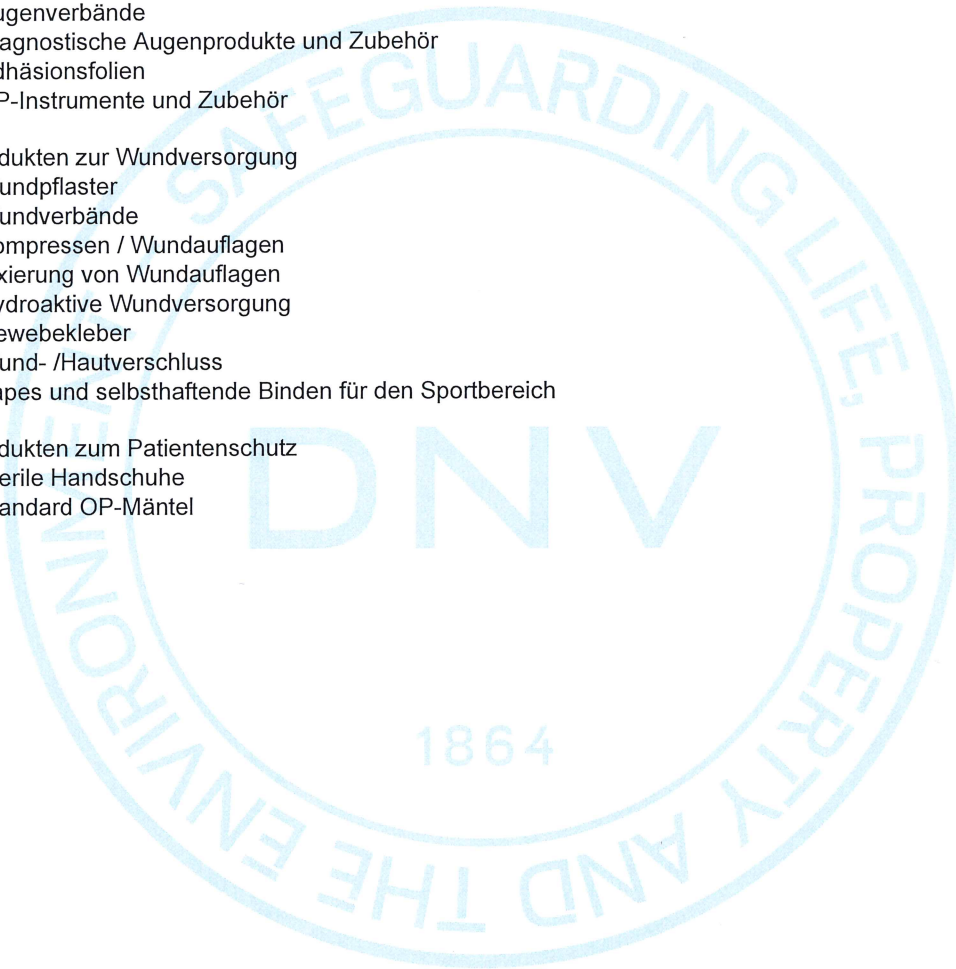 ugenverbände
agnostische Augenprodukte und Zubehör
dhäsionsfolien
P-Instrumente und Zubehör
dukten zur Wundversorgung
undpflaster
undverbände
ompressen / Wundauflagen
xierung von Wundauflagen
ydroaktive Wundversorgung
ewebekleber
und- /Hautverschluss
apes und selbsthaftende Binden für den Sportbereich
dukten zum Patientenschutz
erile Handschuhe
andard OP-Mäntel
SAFEGUARDING LIFE, PROPERTY AND THE ENVIRONMENT
DNV
1864